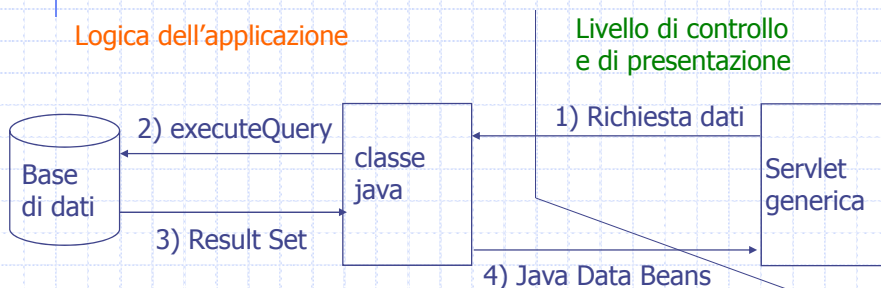 Logica dell'applicazione
Livello di controllo
e di presentazione
1) Richiesta dati
2) executeQuery
classe
java
Base
di dati
Servlet
generica
3) Result Set
4) Java Data Beans